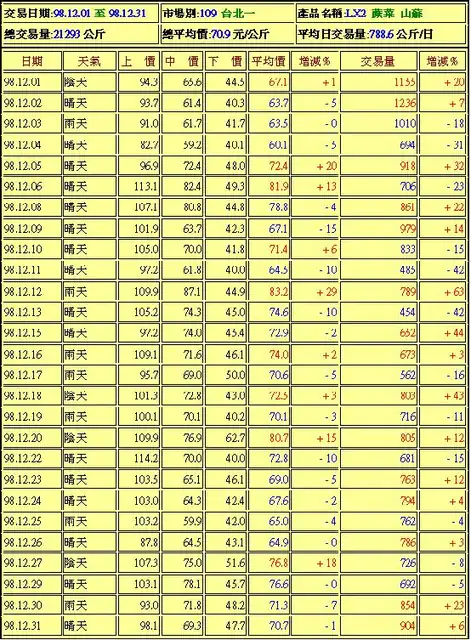 交易日期:98.12.01 至 98.12.31 市場別:109 台北一 產品名稱:LX2 蕨菜 山蘇
總交易量:21293 公斤 總平均價:70.9 元/公斤 平均日交易量:788.6 公斤/日
日期 天氣 上 價 中 價 下 價 平均價 增減% 交易量 增減%
98.12.01 陰天 94.3 65.6 44.5 67.1 +1 1155 +20
98.12.02 晴天 93.7 61.4 40.3 63.7 -5 1236 +7
98.12.03 雨天 91.0 61.7 41.7 63.5 -0 1010 -18
98.12.04 晴天 82.7 59.2 40.1 60.1 -5 694 -31
98.12.05 晴天 96.9 72.4 48.0 72.4 +20 918 +32
98.12.06 晴天 113.1 82.4 49.3 81.9 +13 706 -23
98.12.08 晴天 107.1 80.8 44.8 78.8 -4 861 +22
98.12.09 晴天 101.9 63.7 42.3 67.1 -15 979 +14
98.12.10 晴天 105.0 70.0 41.8 71.4 +6 833 -15
98.12.11 晴天 97.2 61.8 40.0 64.5 -10 485 -42
98.12.12 雨天 109.9 87.1 44.9 83.2 +29 789 +63
98.12.13 晴天 105.2 74.3 45.0 74.6 -10 454 -42
98.12.15 晴天 97.2 74.0 45.4 72.9 -2 652 +44
98.12.16 雨天 109.1 71.6 46.1 74.0 +2 673 +3
98.12.17 雨天 95.7 69.0 50.0 70.6 -5 562 -16
98.12.18 陰天 101.3 72.8 43.0 72.5 +3 803 +43
98.12.19 雨天 100.1 70.1 40.2 70.1 -3 716 -11
98.12.20 陰天 109.9 76.9 62.7 80.7 +15 805 +12
98.12.22 晴天 114.2 70.0 40.0 72.8 -10 681 -15
98.12.23 晴天 103.5 65.1 46.1 69.0 -5 763 +12
98.12.24 晴天 103.0 64.3 42.4 67.6 -2 794 +4
98.12.25 雨天 103.2 59.9 42.0 65.0 -4 762 -4
98.12.26 晴天 87.8 64.5 43.1 64.9 -0 786 +3
98.12.27 陰天 107.3 75.0 51.6 76.8 +18 726 -8
98.12.29 晴天 103.1 78.1 45.7 76.6 -0 692 -5
98.12.30 雨天 93.0 71.8 48.2 71.3 -7 854 +23
98.12.31 晴天 98.1 69.3 47.7 70.7 -1 904 +6